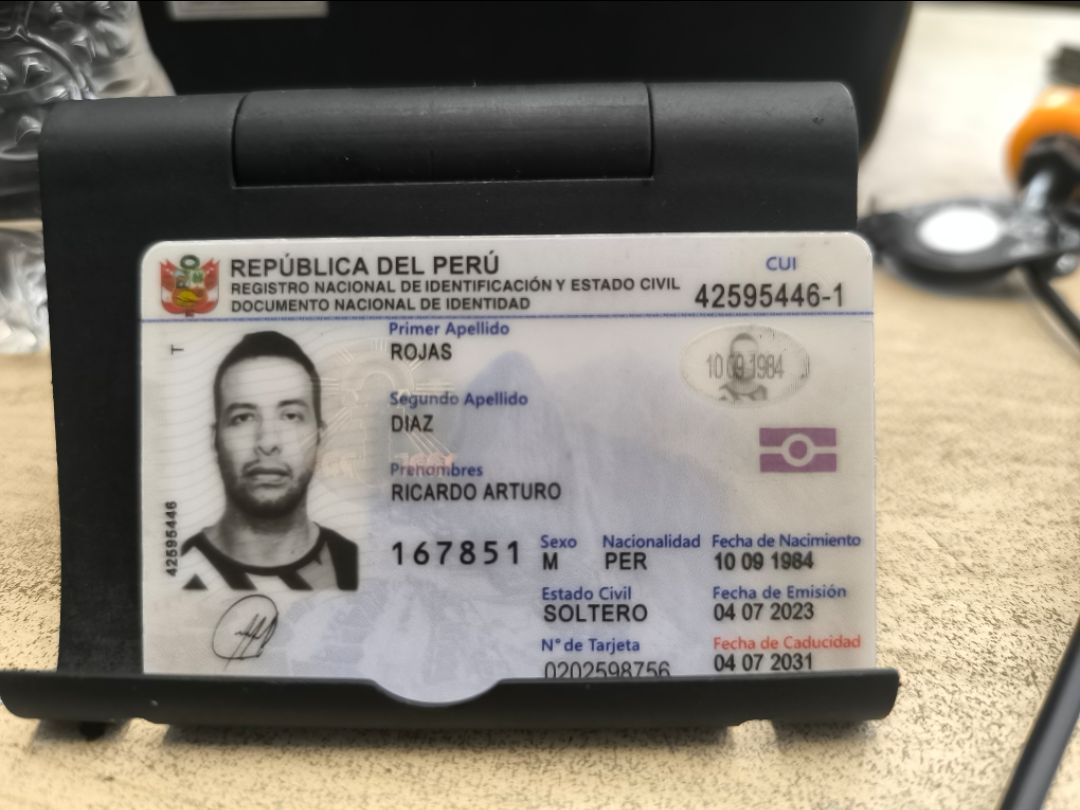 REPÚBLICA DEL PERÚ
REGISTRO NACIONAL DE IDENTIFICACIÓN Y ESTADO CIVIL
DOCUMENTO NACIONAL DE IDENTIDAD
CUI
42595446-1
T
42595446
Primer Apellido
ROJAS
Segundo Apellido
DIAZ
Prenombres
RICARDO ARTURO
10 09 1984
167851
Sexo
M
Nacionalidad
PER
Fecha de Nacimiento
10 09 1984
Estado Civil
SOLTERO
Fecha de Emisión
04 07 2023
N° de Tarjeta
0202598756
Fecha de Caducidad
04 07 2031